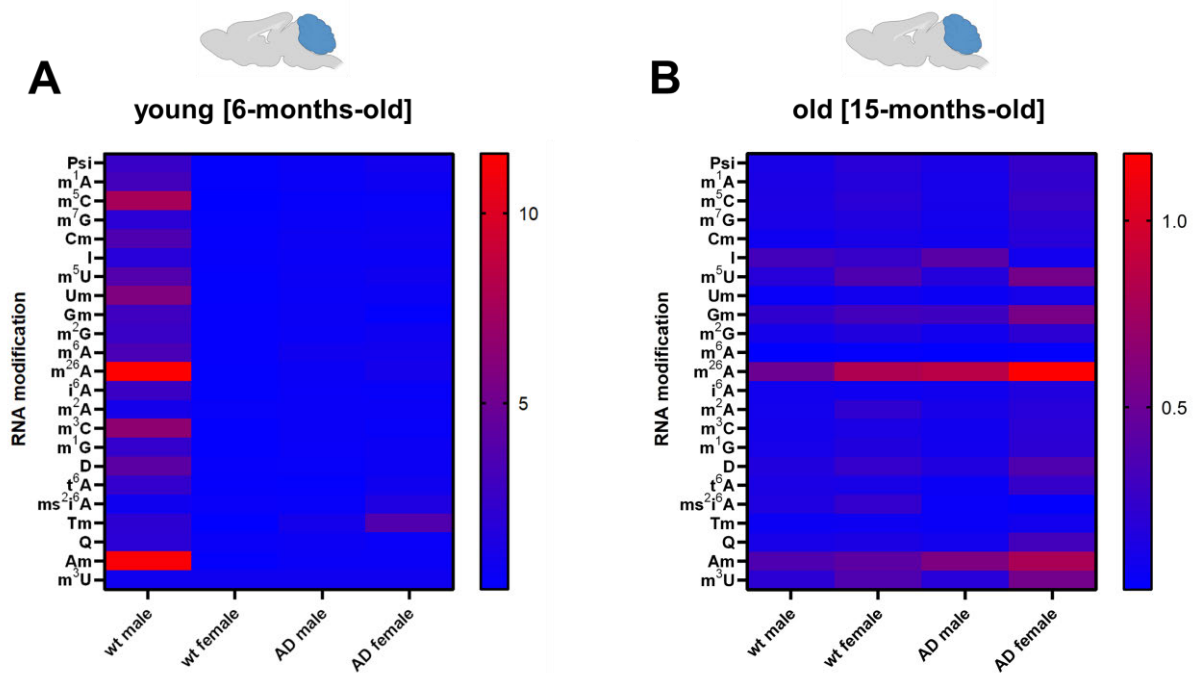 A
young [6-months-old]
RNA modification
Psi
m¹A
m⁵C
m⁷G
Cm
I
m⁵U
Um
Gm
m²G
m⁶A
m²⁶A
i⁶A
m²A
m³C
m¹G
D
t⁶A
ms²i⁶A
Tm
Q
Am
m³U
wt male
wt female
AD male
AD female
10
5
B
old [15-months-old]
RNA modification
Psi
m¹A
m⁵C
m⁷G
Cm
I
m⁵U
Um
Gm
m²G
m⁶A
m²⁶A
i⁶A
m²A
m³C
m¹G
D
t⁶A
ms²i⁶A
Tm
Q
Am
m³U
wt male
wt female
AD male
AD female
1.0
0.5